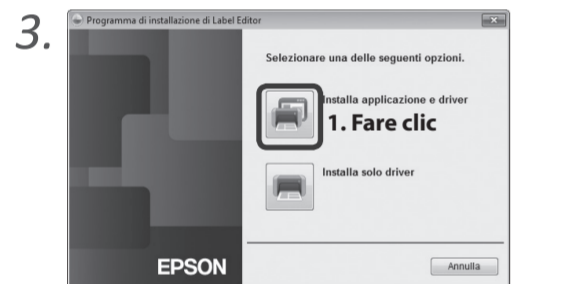 3.
Programma di installazione di Label Editor
Selezionare una delle seguenti opzioni.
Installa applicazione e driver
1. Fare clic
Installa solo driver
EPSON
Annulla